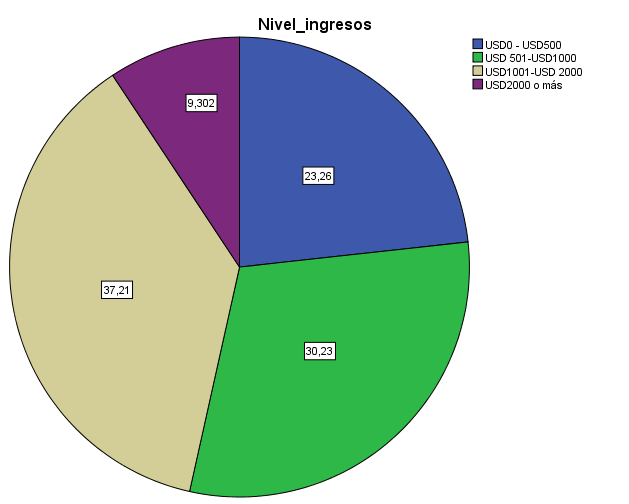 Nivel_ingresos
USD0 - USD500
USD 501-USD1000
USD1001-USD 2000
USD2000 o más
9,302
23,26
37,21
30,23